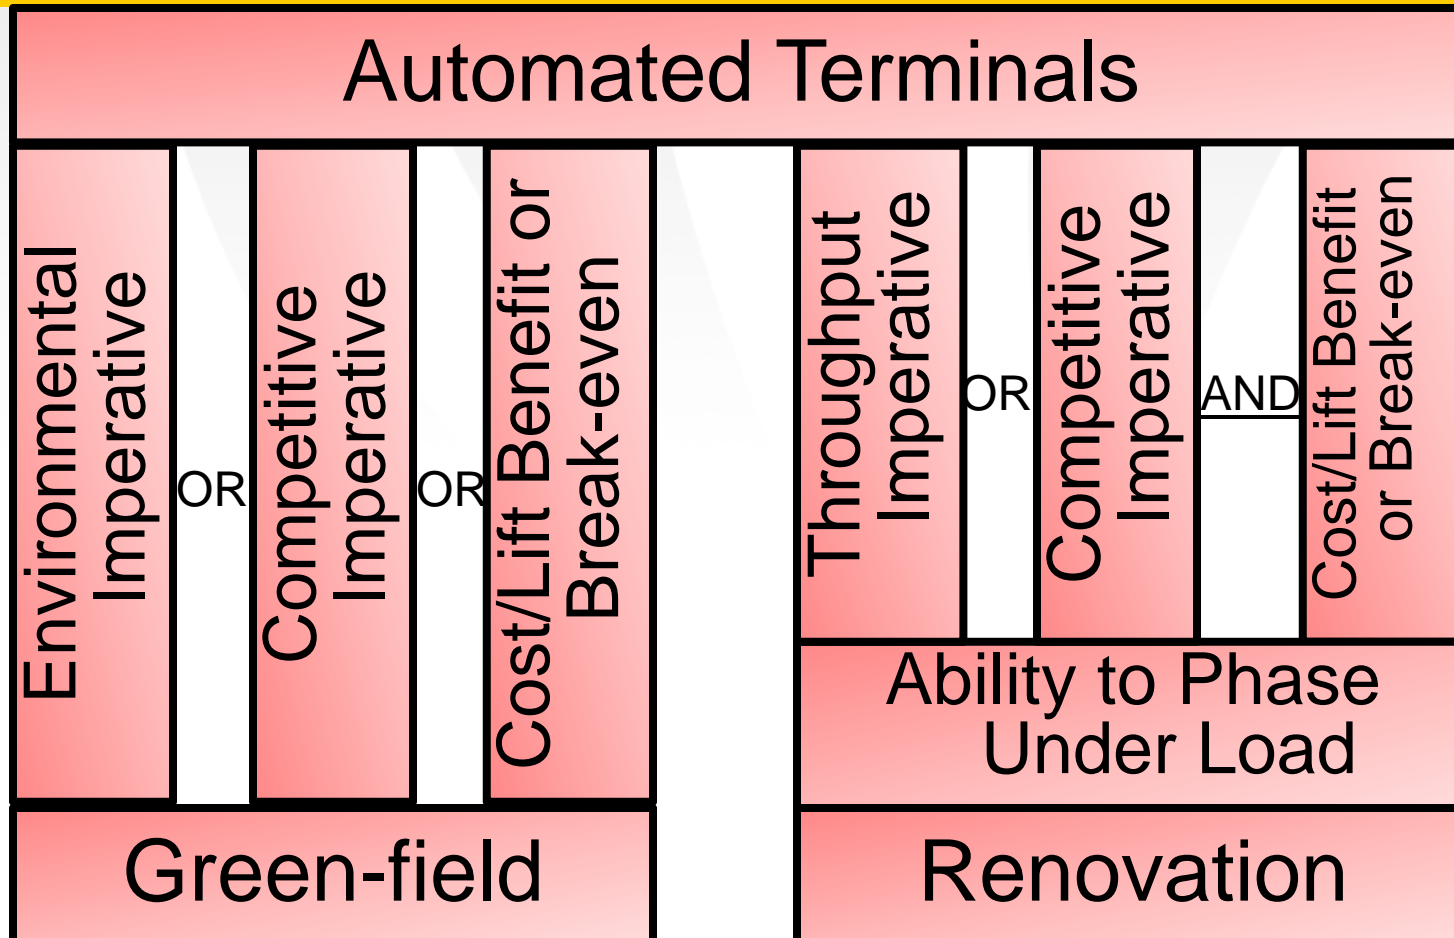 Automated Terminals
Environmental
Imperative
OR
Competitive
Imperative
OR
Cost/Lift Benefit or
Break-even
Green-field
Throughput
Imperative
OR
Competitive
Imperative
AND
Cost/Lift Benefit
or Break-even
Ability to Phase
Under Load
Renovation